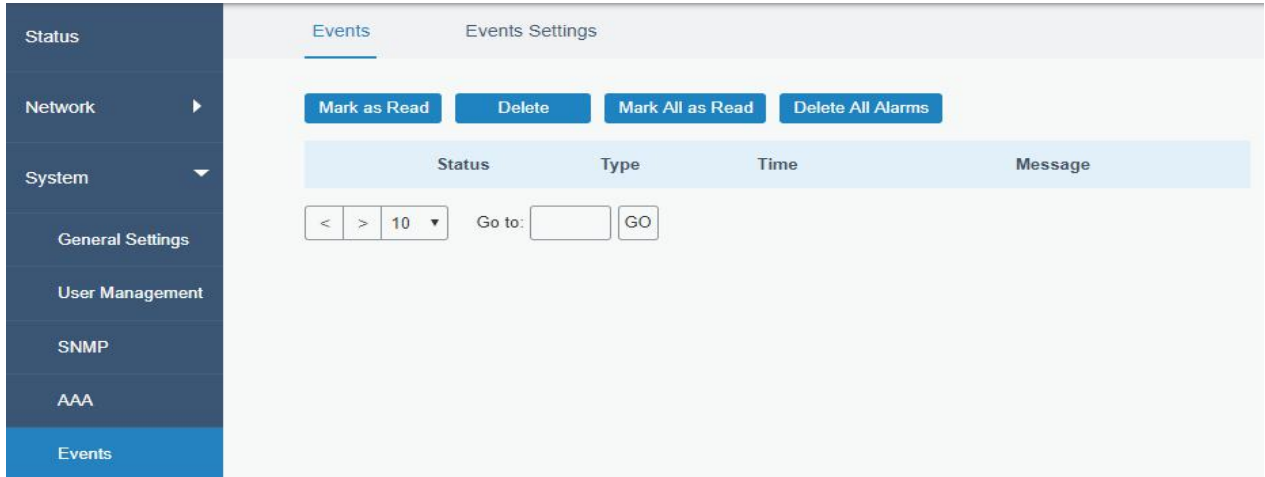 Status
Events Events Settings
Network
Mark as Read Delete Mark All as Read Delete All Alarms
System
Status Type Time Message
< > 10 Go to: GO
General Settings
User Management
SNMP
AAA
Events